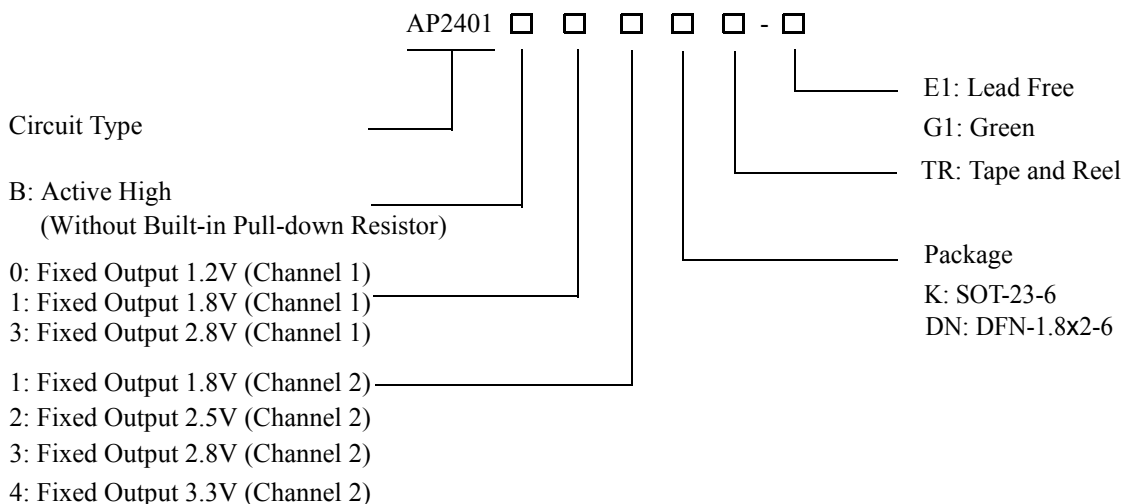 AP2401 □ □ □ □ □ - □
Circuit Type
B: Active High
(Without Built-in Pull-down Resistor)
0: Fixed Output 1.2V (Channel 1)
1: Fixed Output 1.8V (Channel 1)
3: Fixed Output 2.8V (Channel 1)
1: Fixed Output 1.8V (Channel 2)
2: Fixed Output 2.5V (Channel 2)
3: Fixed Output 2.8V (Channel 2)
4: Fixed Output 3.3V (Channel 2)
E1: Lead Free
G1: Green
TR: Tape and Reel
Package
K: SOT-23-6
DN: DFN-1.8x2-6